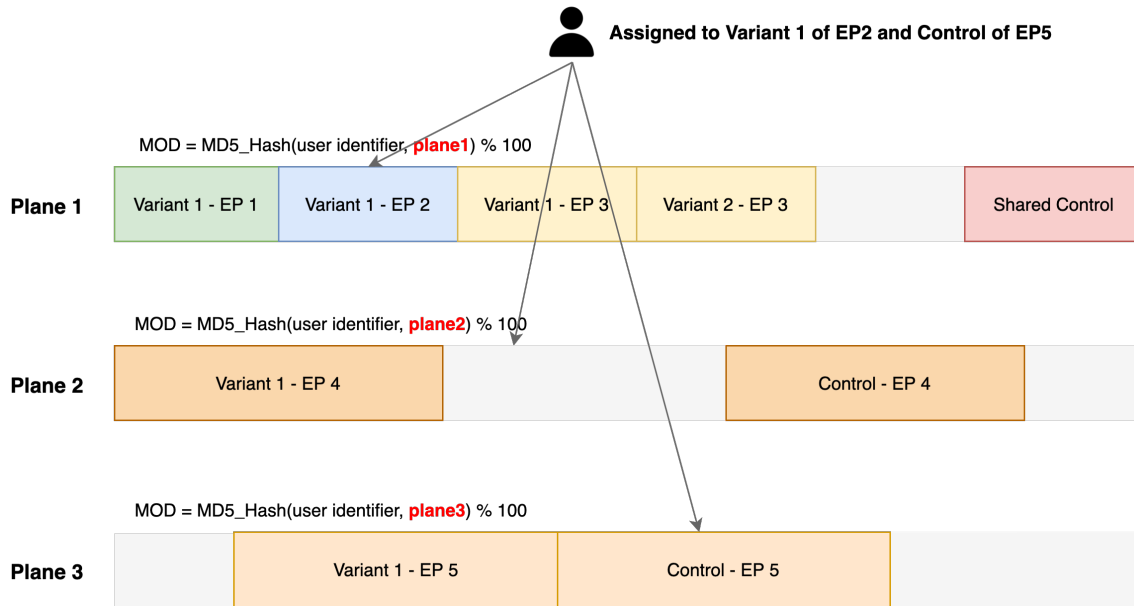 Assigned to Variant 1 of EP2 and Control of EP5
MOD = MD5_Hash(user identifier, plane1) % 100
Plane 1
Variant 1 - EP 1
Variant 1 - EP 2
Variant 1 - EP 3
Variant 2 - EP 3
Shared Control
MOD = MD5_Hash(user identifier, plane2) % 100
Plane 2
Variant 1 - EP 4
Control - EP 4
MOD = MD5_Hash(user identifier, plane3) % 100
Plane 3
Variant 1 - EP 5
Control - EP 5